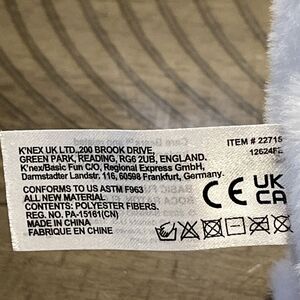 K'NEX UK LTD.,200 BROOK DRIVE,
GREEN PARK, READING, RG6 2UB, ENGLAND.
K'nex/Basic Fun C/O, Regional Express GmbH,
Darmstadter Landstr, 116, 60598 Frankfurt, Germany.
CONFORMS TO US ASTM F963
ALL NEW MATERIAL
CONTENTS: POLYESTER FIBERS.
REG. NO. PA-15161(CN)
MADE IN CHINA
FABRIQUE EN CHINE
ITEM # 22715
CE
UK
CA